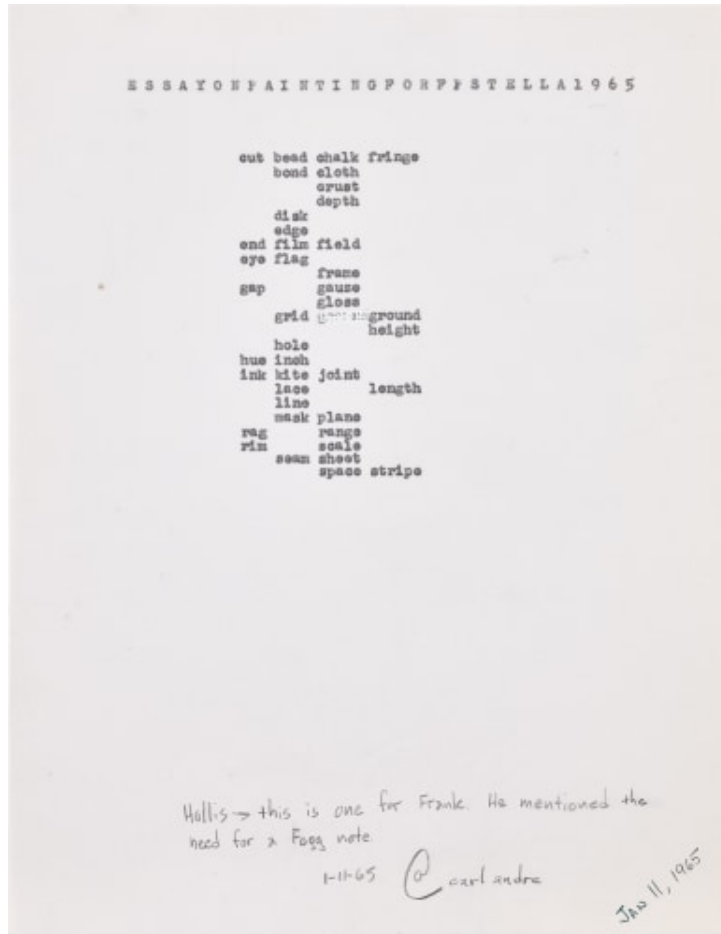 ESSAYONPAINTINGFORFPSTELLA1965
cut bead chalk fringe
bond cloth
crust
depth
disk
edge
end film field
eye flag
frame
gap gauze
gloss
grid ground
height
hole
hue inch
ink kite joint
lace length
line
mask plane
rag range
rim scale
seam sheet
space stripe
Hollis → this is one for Frank. He mentioned the
need for a Fogg note.
1-11-65 @ carl andre
Jan 11, 1965